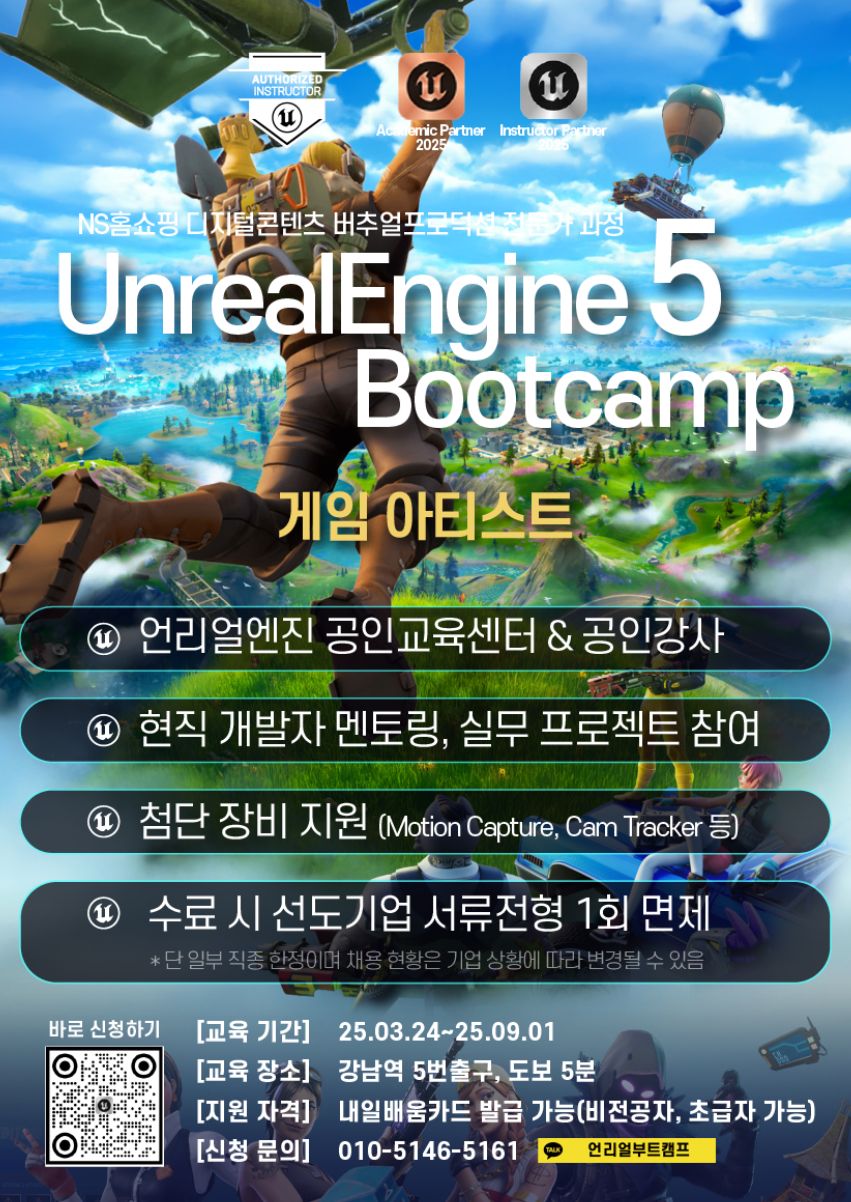 AUTHORIZED
INSTRUCTOR
Academic Partner
2025
Instructor Partner
2025
NS홈쇼핑 디지털콘텐츠 버추얼프로덕션 전문가 과정
UnrealEngine 5
Bootcamp
게임 아티스트
언리얼엔진 공인교육센터 & 공인강사
현직 개발자 멘토링, 실무 프로젝트 참여
첨단 장비 지원 (Motion Capture, Cam Tracker 등)
수료 시 선도기업 서류전형 1회 면제
* 단 일부 직종 한정이며 채용 현황은 기업 상황에 따라 변경될 수 있음
바로 신청하기
[교육 기간] 25.03.24~25.09.01
[교육 장소] 강남역 5번출구, 도보 5분
[지원 자격] 내일배움카드 발급 가능(비전공자, 초급자 가능)
[신청 문의] 010-5146-5161 TALK 언리얼부트캠프